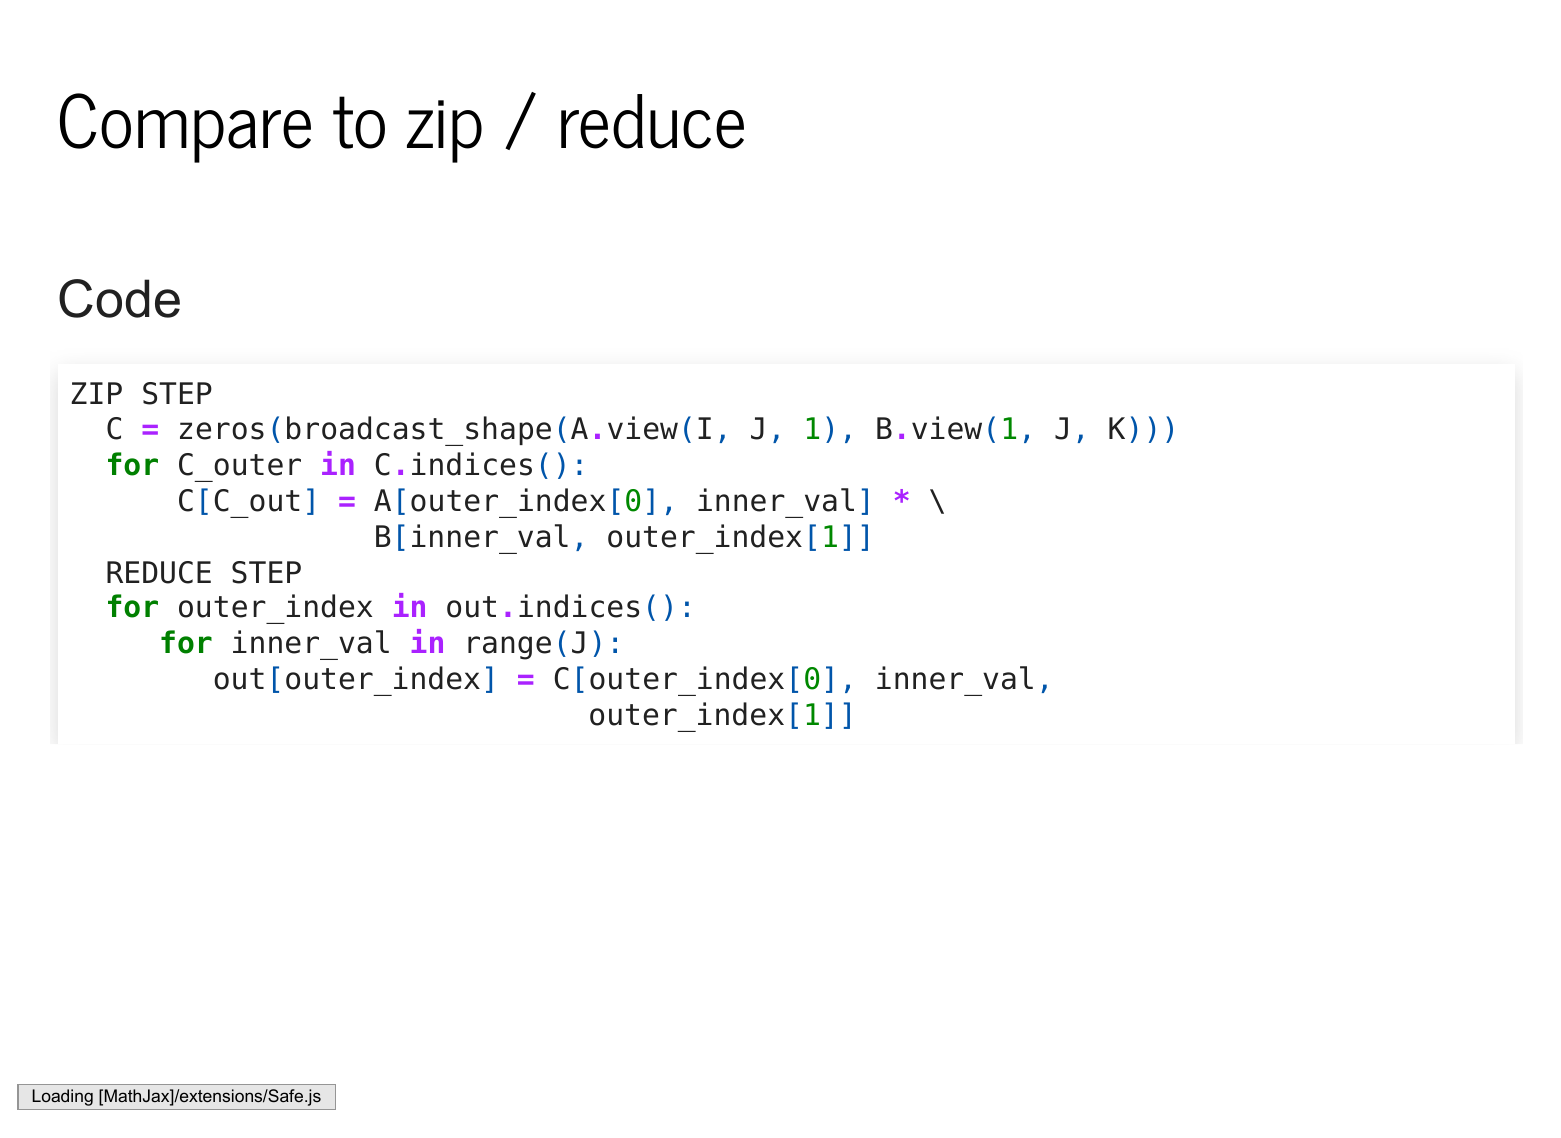 Compare to zip / reduce
Code
ZIP STEP
  C = zeros(broadcast_shape(A.view(I, J, 1), B.view(1, J, K)))
  for C_outer in C.indices():
      C[C_out] = A[outer_index[0], inner_val] * \
                 B[inner_val, outer_index[1]]
  REDUCE STEP
  for outer_index in out.indices():
     for inner_val in range(J):
        out[outer_index] = C[outer_index[0], inner_val,
                             outer_index[1]]
Loading [MathJax]/extensions/Safe.js